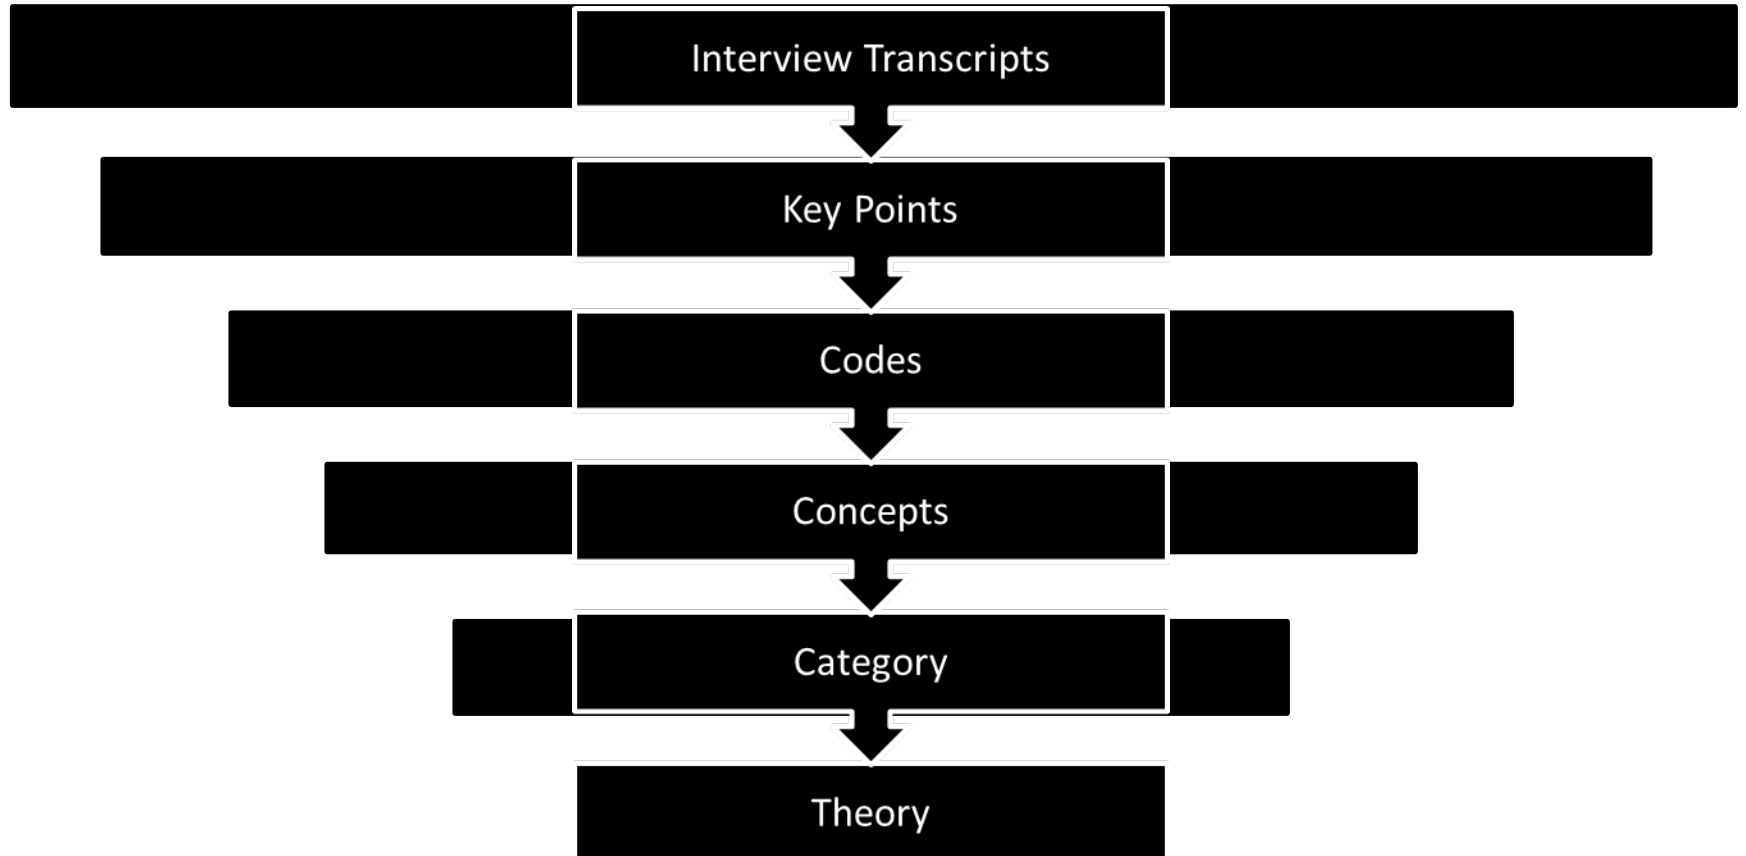 Interview Transcripts
Key Points
Codes
Concepts
Category
Theory